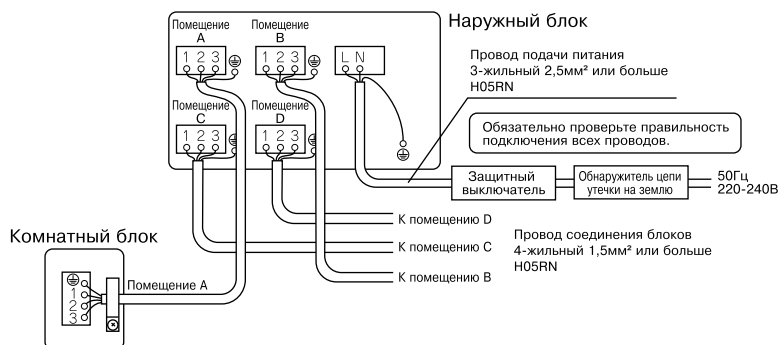 Наружный блок
Помещение
A
1 2 3
Помещение
B
1 2 3
L N
Провод подачи питания
3-жильный 2,5мм² или больше
H05RN
Помещение
C
1 2 3
Помещение
D
1 2 3
Обязательно проверьте правильность
подключения всех проводов.
Защитный
выключатель
Обнаружитель цепи
утечки на землю
50Гц
220-240В
К помещению D
К помещению C
К помещению B
Провод соединения блоков
4-жильный 1,5мм² или больше
H05RN
Комнатный блок
Помещение A
1
2
3